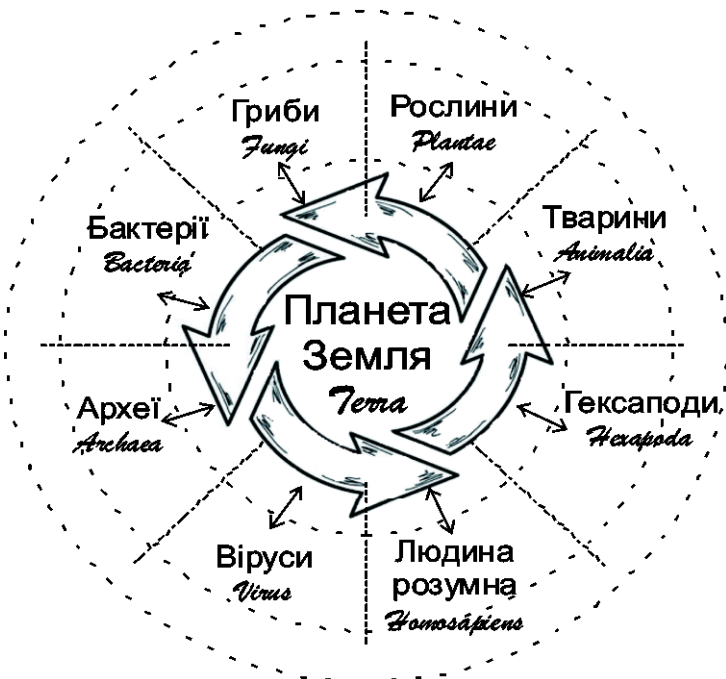 Гриби
Fungi
Рослини
Plantae
Бактерії
Bacteria
Тварини
Animalia
Планета
Земля
Terra
Археї
Archaea
Гексаподи
Hexapoda
Віруси
Virus
Людина
розумна
Homosápiens